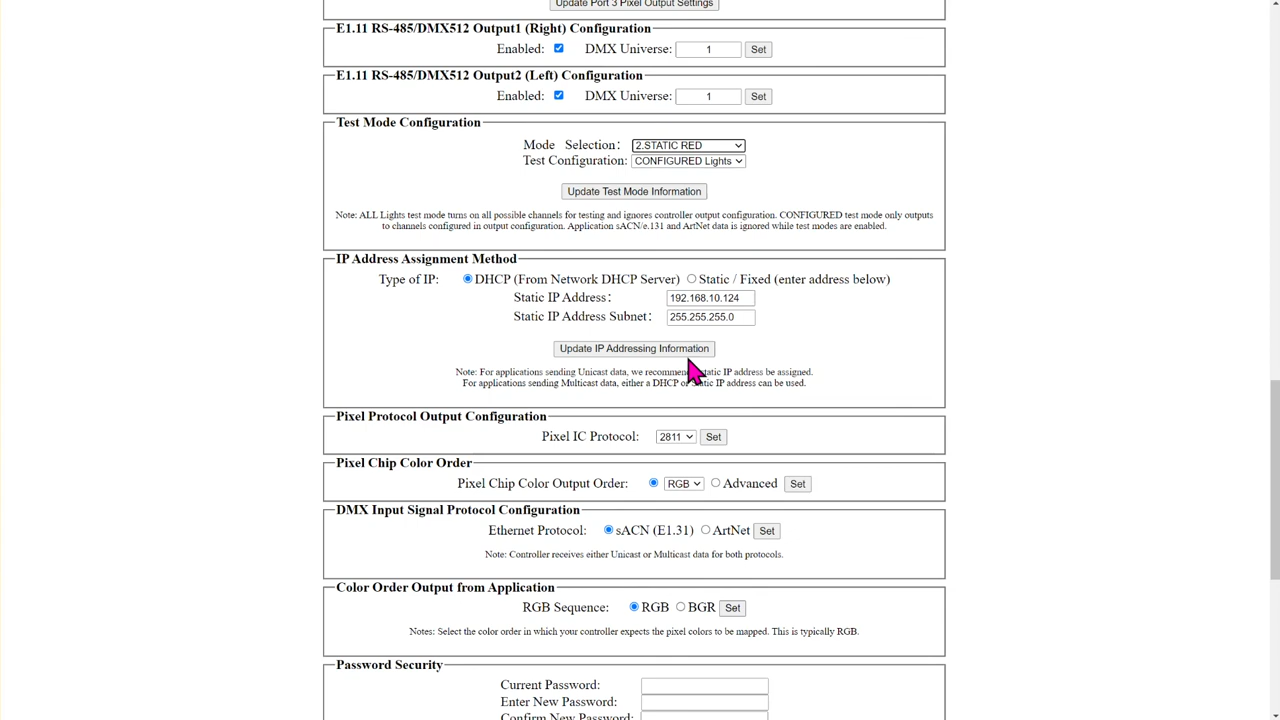 Update Port 3 Pixel Output Settings
E1.11 RS-485/DMX512 Output1 (Right) Configuration
Enabled: DMX Universe: 1 Set
E1.11 RS-485/DMX512 Output2 (Left) Configuration
Enabled: DMX Universe: 1 Set
Test Mode Configuration
Mode Selection: 2.STATIC RED
Test Configuration: CONFIGURED Lights
Update Test Mode Information
Note: ALL Lights test mode turns on all possible channels for testing and ignores controller output configuration. CONFIGURED test mode only outputs
to channels configured in output configuration. Application sACN/e.131 and ArtNet data is ignored while test modes are enabled.
IP Address Assignment Method
Type of IP: DHCP (From Network DHCP Server) Static / Fixed (enter address below)
Static IP Address: 192.168.10.124
Static IP Address Subnet: 255.255.255.0
Update IP Addressing Information
Note: For applications sending Unicast data, we recommend static IP address be assigned.
For applications sending Multicast data, either a DHCP or Static IP address can be used.
Pixel Protocol Output Configuration
Pixel IC Protocol: 2811 Set
Pixel Chip Color Order
Pixel Chip Color Output Order: RGB Advanced Set
DMX Input Signal Protocol Configuration
Ethernet Protocol: sACN (E1.31) ArtNet Set
Note: Controller receives either Unicast or Multicast data for both protocols.
Color Order Output from Application
RGB Sequence: RGB BGR Set
Notes: Select the color order in which your controller expects the pixel colors to be mapped. This is typically RGB.
Password Security
Current Password:
Enter New Password:
Confirm New Password: